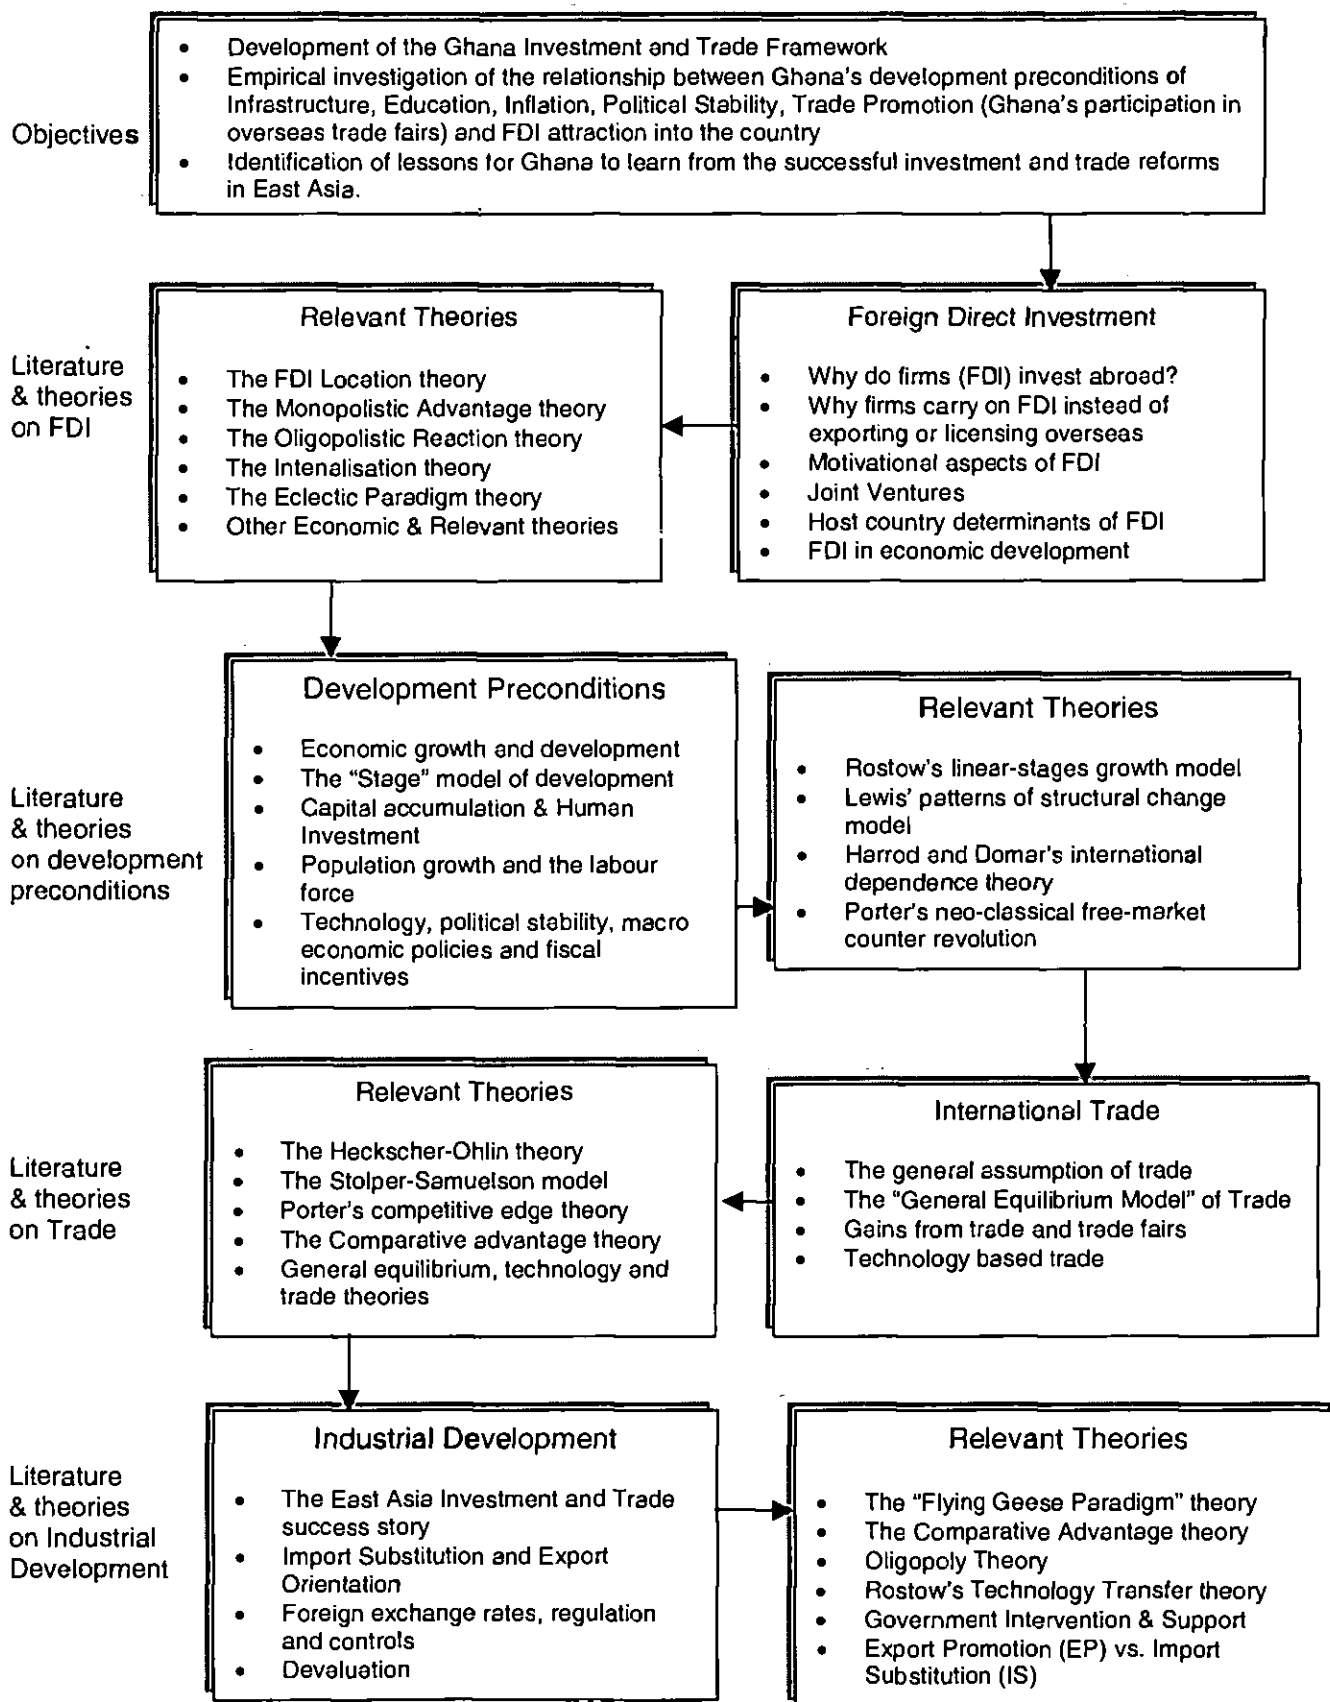 Objectives
• Development of the Ghana Investment and Trade Framework
• Empirical investigation of the relationship between Ghana's development preconditions of
Infrastructure, Education, Inflation, Political Stability, Trade Promotion (Ghana's participation in
overseas trade fairs) and FDI attraction into the country
• Identification of lessons for Ghana to learn from the successful investment and trade reforms
in East Asia.
Literature
& theories
on FDI
Relevant Theories
• The FDI Location theory
• The Monopolistic Advantage theory
• The Oligopolistic Reaction theory
• The Intenalisation theory
• The Eclectic Paradigm theory
• Other Economic & Relevant theories
Foreign Direct Investment
• Why do firms (FDI) invest abroad?
• Why firms carry on FDI instead of
exporting or licensing overseas
• Motivational aspects of FDI
• Joint Ventures
• Host country determinants of FDI
• FDI in economic development
Literature
& theories
on development
preconditions
Development Preconditions
• Economic growth and development
• The "Stage" model of development
• Capital accumulation & Human
Investment
• Population growth and the labour
force
• Technology, political stability, macro
economic policies and fiscal
incentives
Relevant Theories
• Rostow's linear-stages growth model
• Lewis' patterns of structural change
model
• Harrod and Domar's international
dependence theory
• Porter's neo-classical free-market
counter revolution
Literature
& theories
on Trade
Relevant Theories
• The Heckscher-Ohlin theory
• The Stolper-Samuelson model
• Porter's competitive edge theory
• The Comparative advantage theory
• General equilibrium, technology and
trade theories
International Trade
• The general assumption of trade
• The "General Equilibrium Model" of Trade
• Gains from trade and trade fairs
• Technology based trade
Literature
& theories
on Industrial
Development
Industrial Development
• The East Asia Investment and Trade
success story
• Import Substitution and Export
Orientation
• Foreign exchange rates, regulation
and controls
• Devaluation
Relevant Theories
• The "Flying Geese Paradigm" theory
• The Comparative Advantage theory
• Oligopoly Theory
• Rostow's Technology Transfer theory
• Government Intervention & Support
• Export Promotion (EP) vs. Import
Substitution (IS)